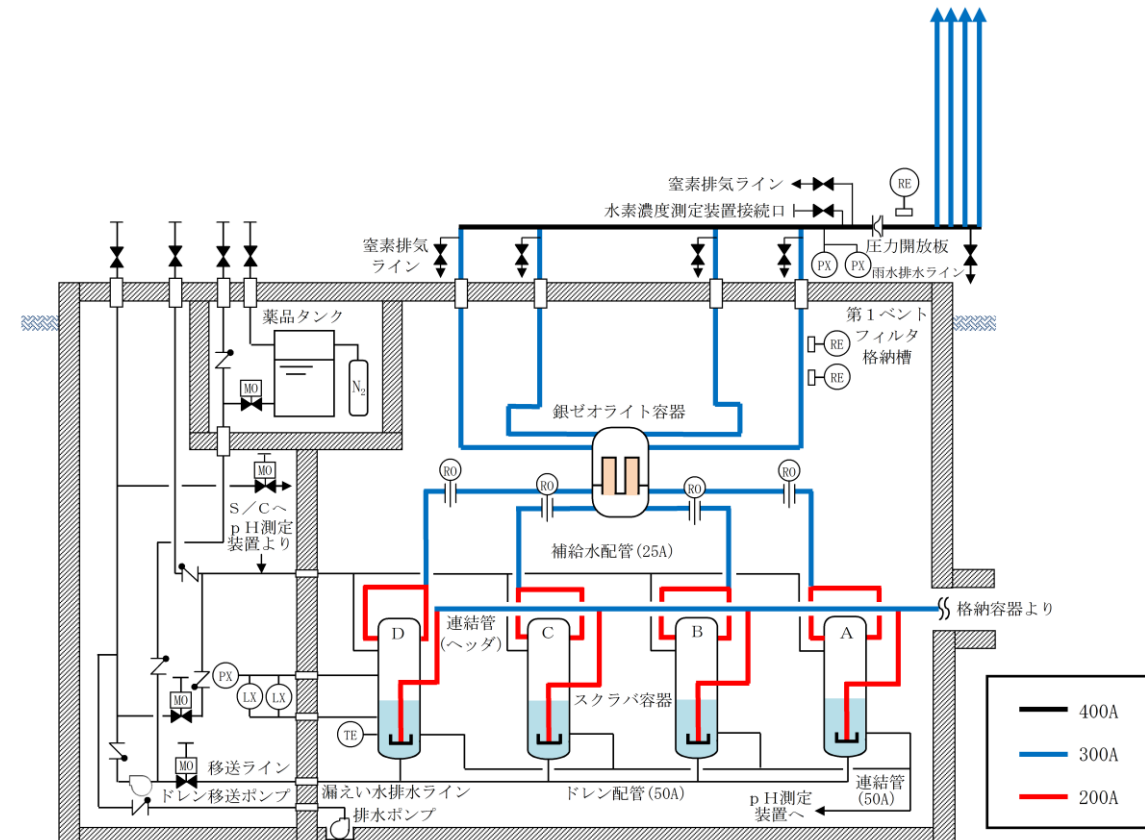 窒素排気ライン
RE
水素濃度測定装置接続口
窒素排気
ライン
圧力開放板
PX
PX
雨水排水ライン
薬品タンク
第1ベント
フィルタ
格納槽
RE
RE
N2
MO
銀ゼオライト容器
MO
RO
RO
RO
RO
S/Cへ
pH測定
装置より
補給水配管(25A)
格納容器より
連結管
(ヘッダ)
D
C
B
A
PX
LX
LX
MO
スクラバ容器
TE
400A
300A
200A
MO
移送ライン
ドレン移送ポンプ
漏えい水排水ライン
排水ポンプ
ドレン配管(50A)
pH測定
装置へ
連結管
(50A)